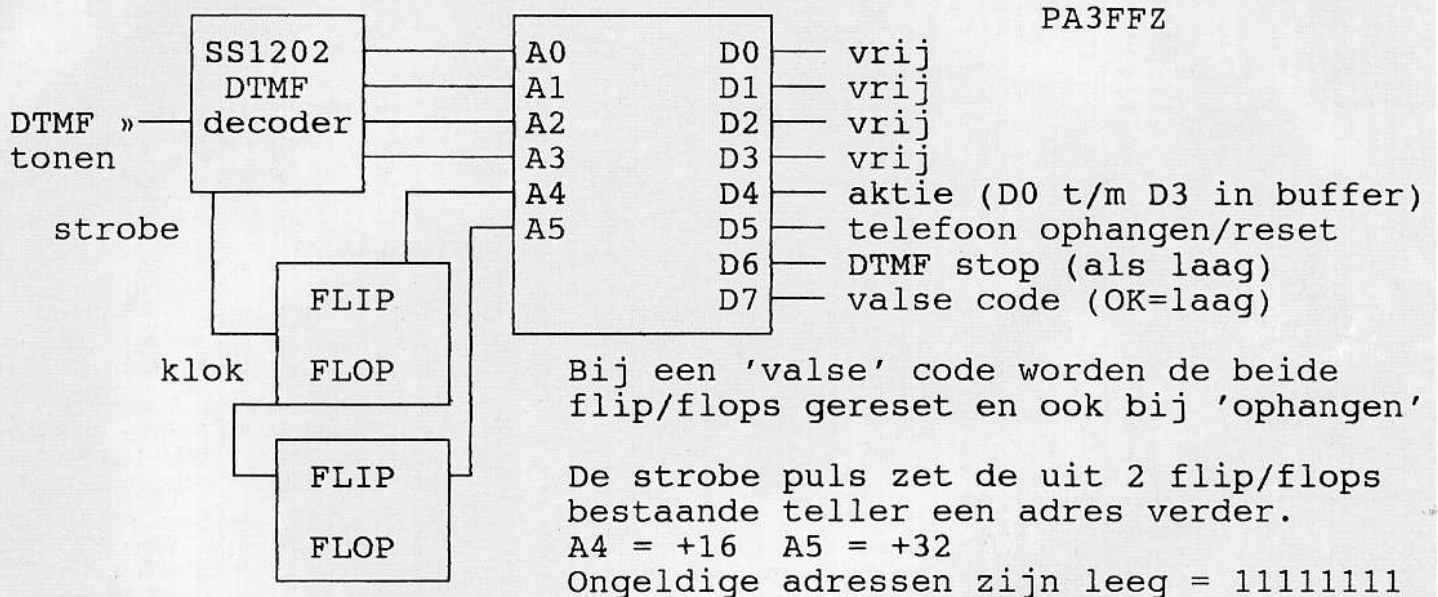 PA3FFZ
SS1202
DTMF
decoder
DTMF »
tonen
strobe
klok
FLIP
FLOP
FLIP
FLOP
A0 D0 vrij
A1 D1 vrij
A2 D2 vrij
A3 D3 vrij
A4 D4 aktie (D0 t/m D3 in buffer)
A5 D5 telefoon ophangen/reset
D6 DTMF stop (als laag)
D7 valse code (OK=laag)
Bij een 'valse' code worden de beide
flip/flops gereset en ook bij 'ophangen'
De strobe puls zet de uit 2 flip/flops
bestaande teller een adres verder.
A4 = +16 A5 = +32
Ongeldige adressen zijn leeg = 11111111